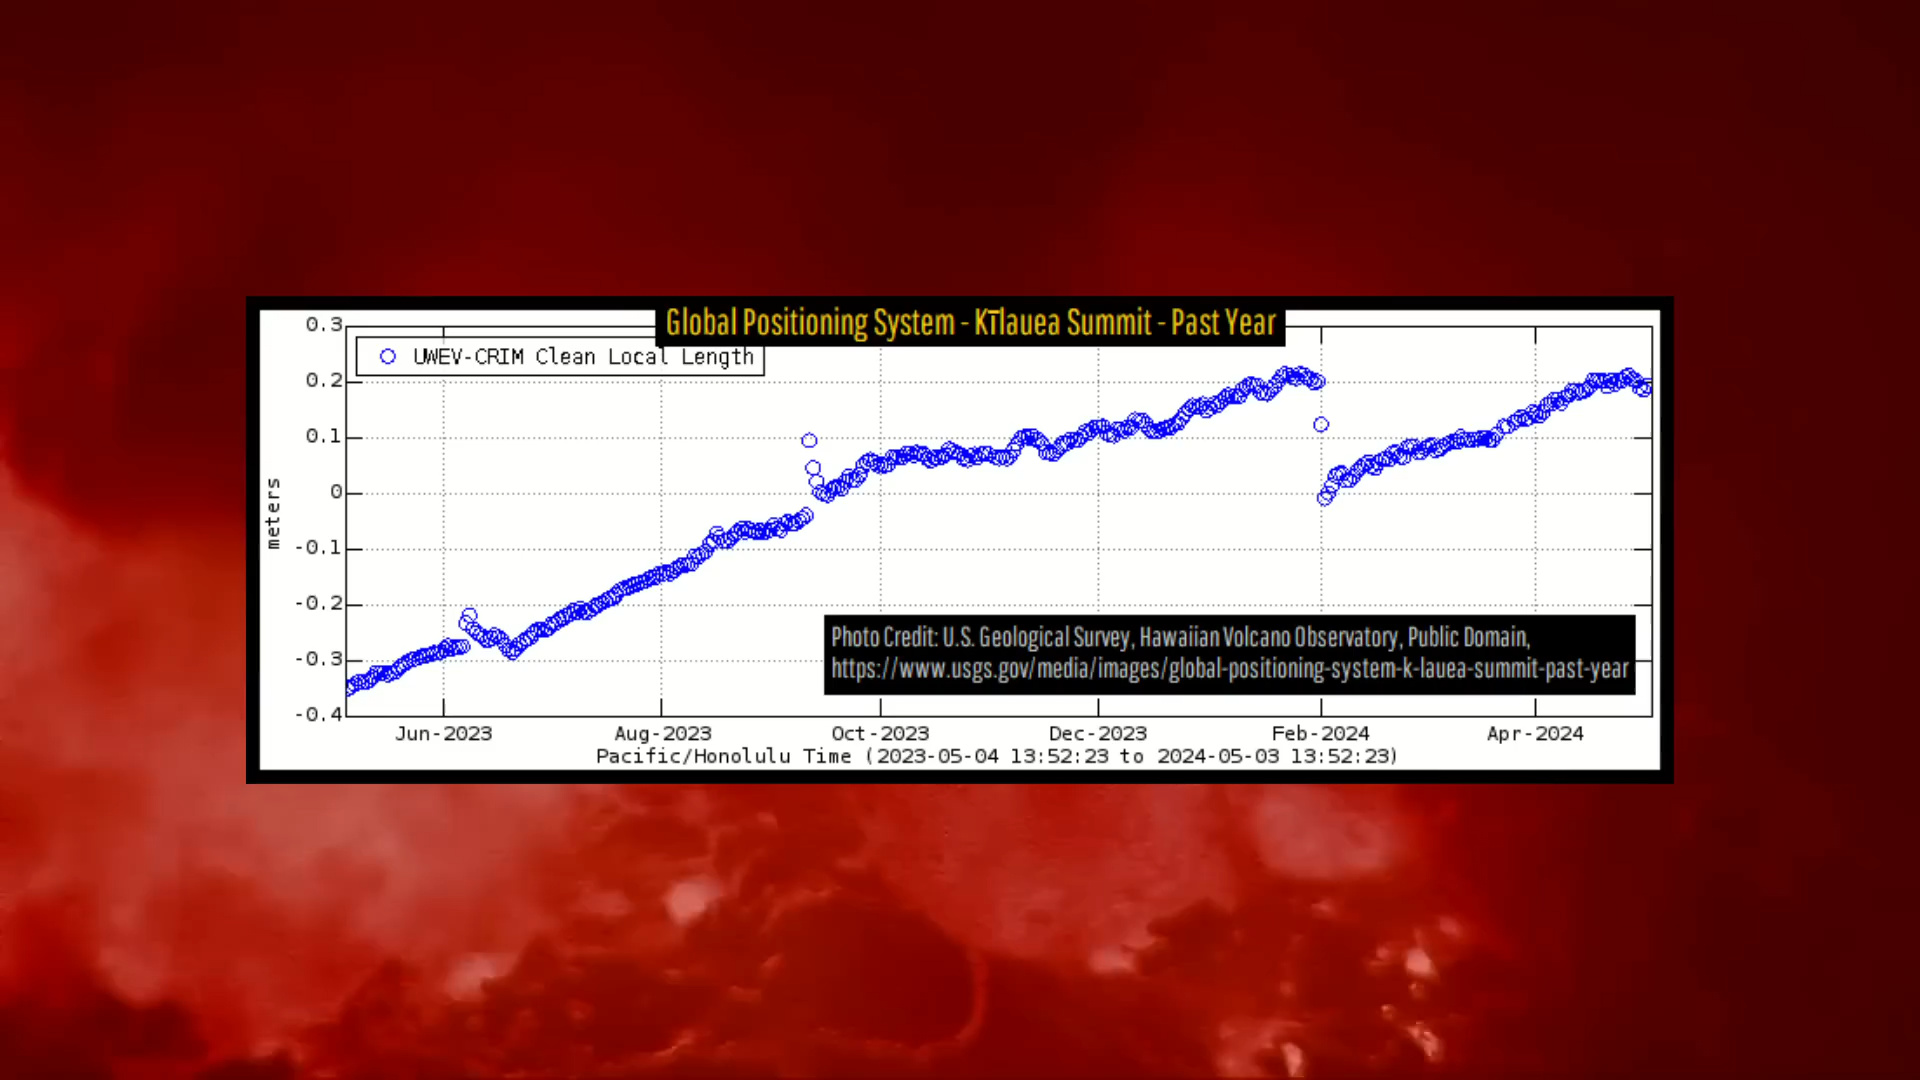 Global Positioning System - Kīlauea Summit - Past Year
UWEV-CRIM Clean Local Length
0.3
0.2
0.1
0
-0.1
-0.2
-0.3
-0.4
meters
Photo Credit: U.S. Geological Survey, Hawaiian Volcano Observatory, Public Domain,
https://www.usgs.gov/media/images/global-positioning-system-k-lauea-summit-past-year
Jun-2023 Aug-2023 Oct-2023 Dec-2023 Feb-2024 Apr-2024
Pacific/Honolulu Time (2023-05-04 13:52:23 to 2024-05-03 13:52:23)